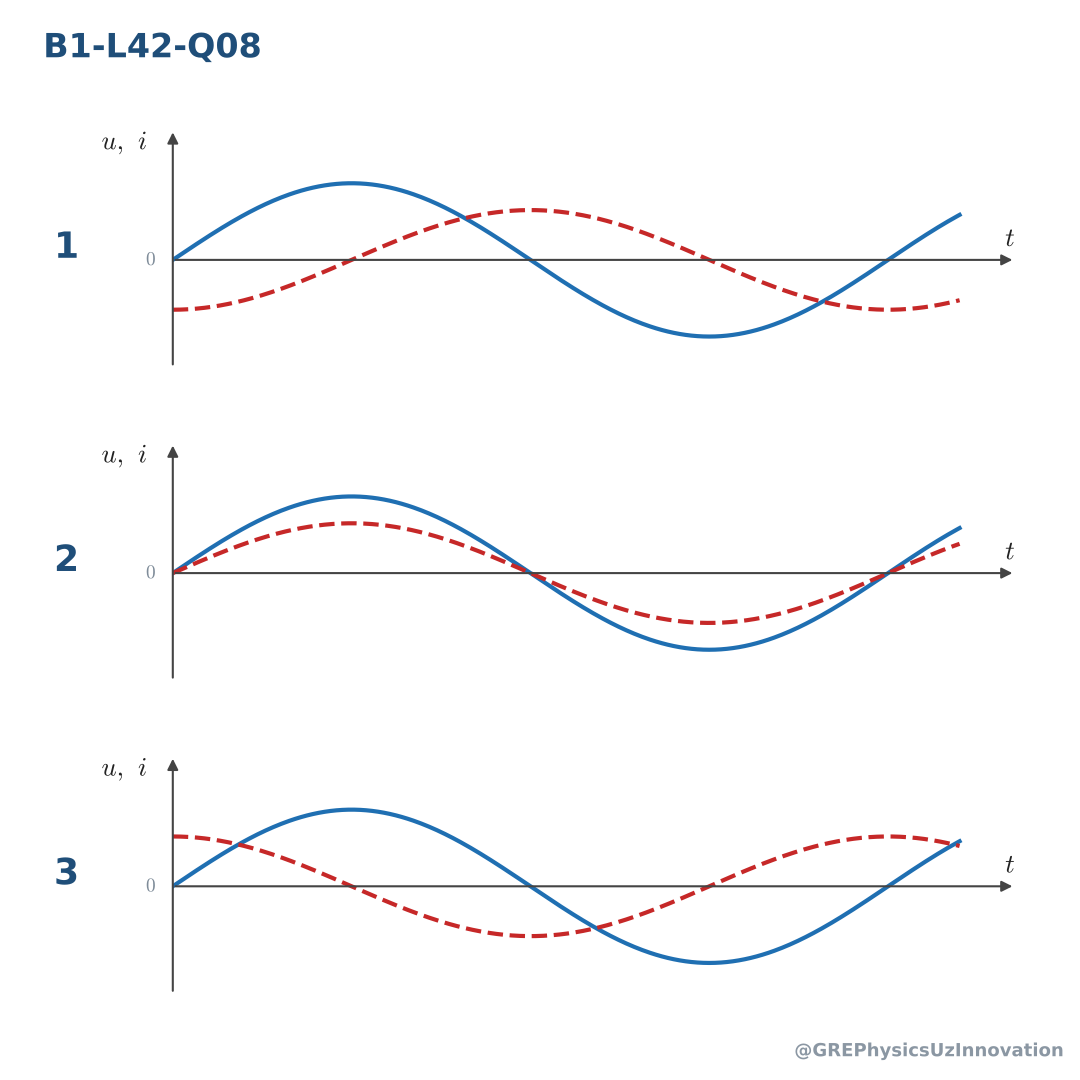 B1-L42-Q08
u, i
1
0
t
u, i
2
0
t
u, i
3
0
t
@GREPhysicsUzInnovation